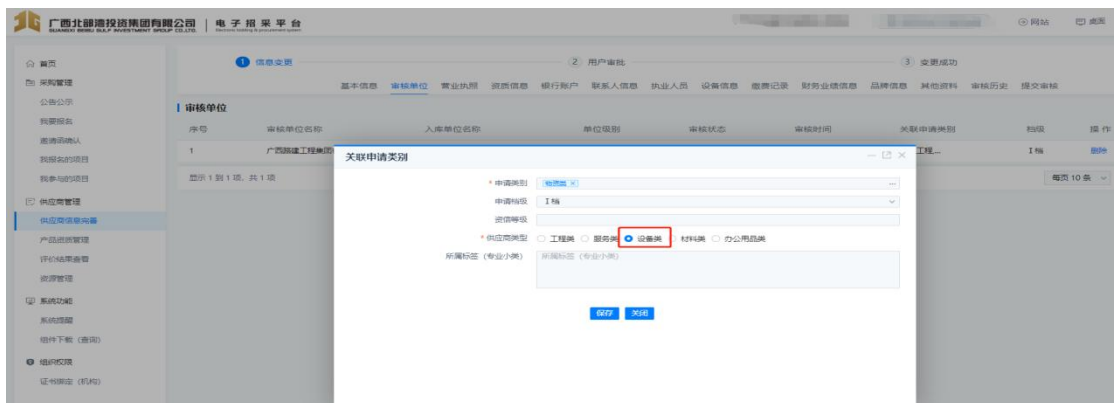 广西北部湾投资集团有限公司 电子招采平台
GUANGXI BEIBU GULF INVESTMENT GROUP CO.,LTD. Electronic bidding & procurement system
网站 桌面
首页
采购管理
公告公示
我要报名
邀请函确认
我报名的项目
我参与的项目
供应商管理
供应商信息完善
产品资质管理
评价结果查看
资源管理
系统功能
系统提醒
组件下载（查询）
组织权限
证书绑定（机构）
1 信息变更 2 用户审批 3 变更成功
基本信息 审核单位 营业执照 资质信息 银行账户 联系人信息 执业人员 设备信息 缴费记录 财务业绩信息 品牌信息 其他资料 审核历史 提交审核
审核单位
序号 审核单位名称 入库单位名称 单位级别 审核状态 审核时间 关联申请类别 档级 操作
1 广西路建工程集团 工程... I 档 删除
显示 1 到 1 项，共 1 项 每页 10 条
关联申请类别
* 申请类别 ...
申请档级 I 档
资信等级
* 供应商类型 工程类 服务类 设备类 材料类 办公用品类
所属标签（专业小类） 所属标签（专业小类）
保存 关闭